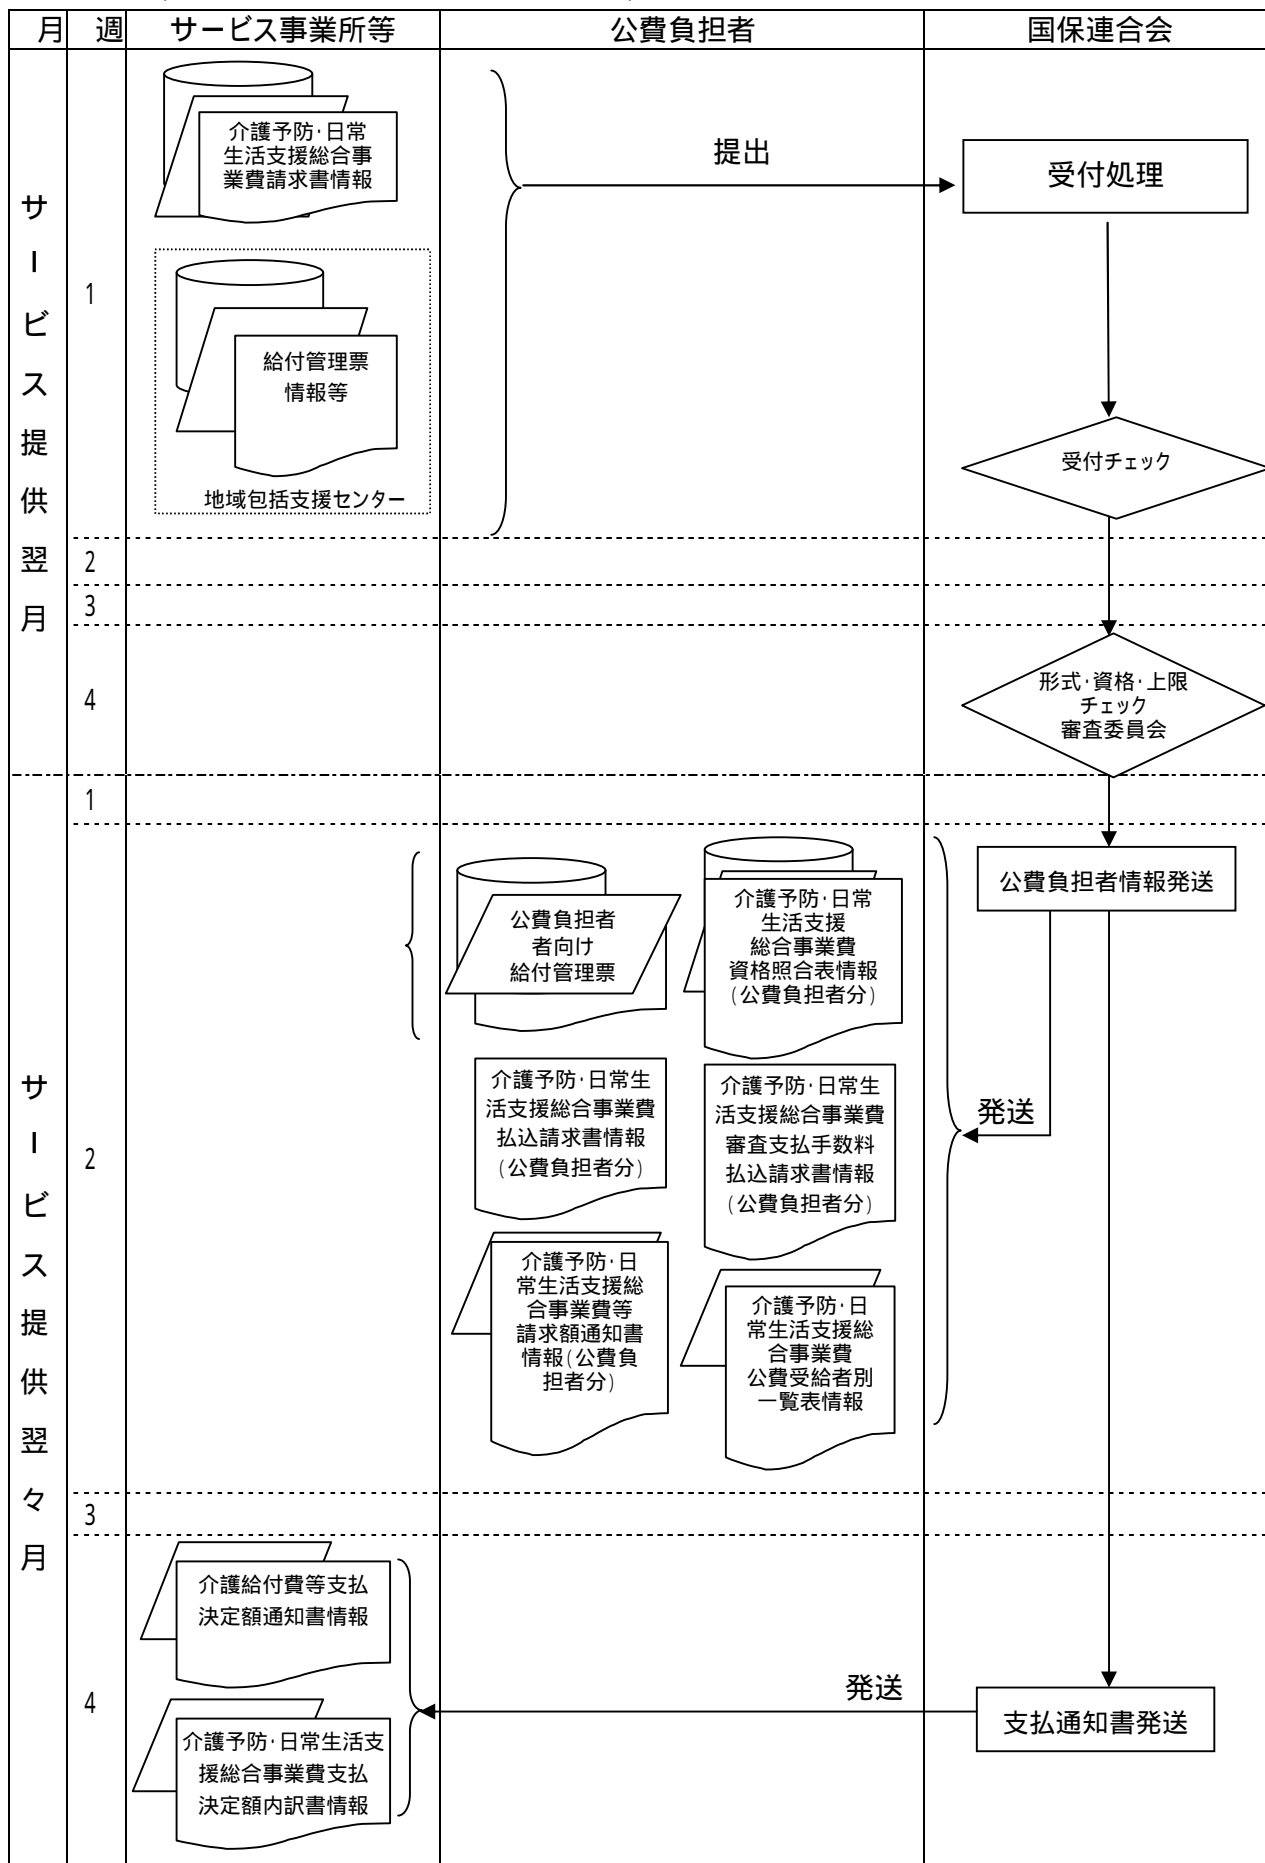 月 週 サービス事業所等 公費負担者 国保連合会
サービス提供翌月
1
介護予防・日常
生活支援総合事
業費請求書情報
提出
受付処理
給付管理票
情報等
地域包括支援センター
受付チェック
2
3
4
形式・資格・上限
チェック
審査委員会
サービス提供翌々月
1
2
公費負担者
者向け
給付管理票
介護予防・日常
生活支援
総合事業費
資格照合表情報
(公費負担者分)
公費負担者情報発送
介護予防・日常生
活支援総合事業費
払込請求書情報
(公費負担者分)
介護予防・日常生
活支援総合事業費
審査支払手数料
払込請求書情報
(公費負担者分)
発送
介護予防・日
常生活支援総
合事業費等
請求額通知書
情報(公費負
担者分)
介護予防・日
常生活支援総
合事業費
公費受給者別
一覧表情報
3
4
介護給付費等支払
決定額通知書情報
発送
支払通知書発送
介護予防・日常生活支
援総合事業費支払
決定額内訳書情報